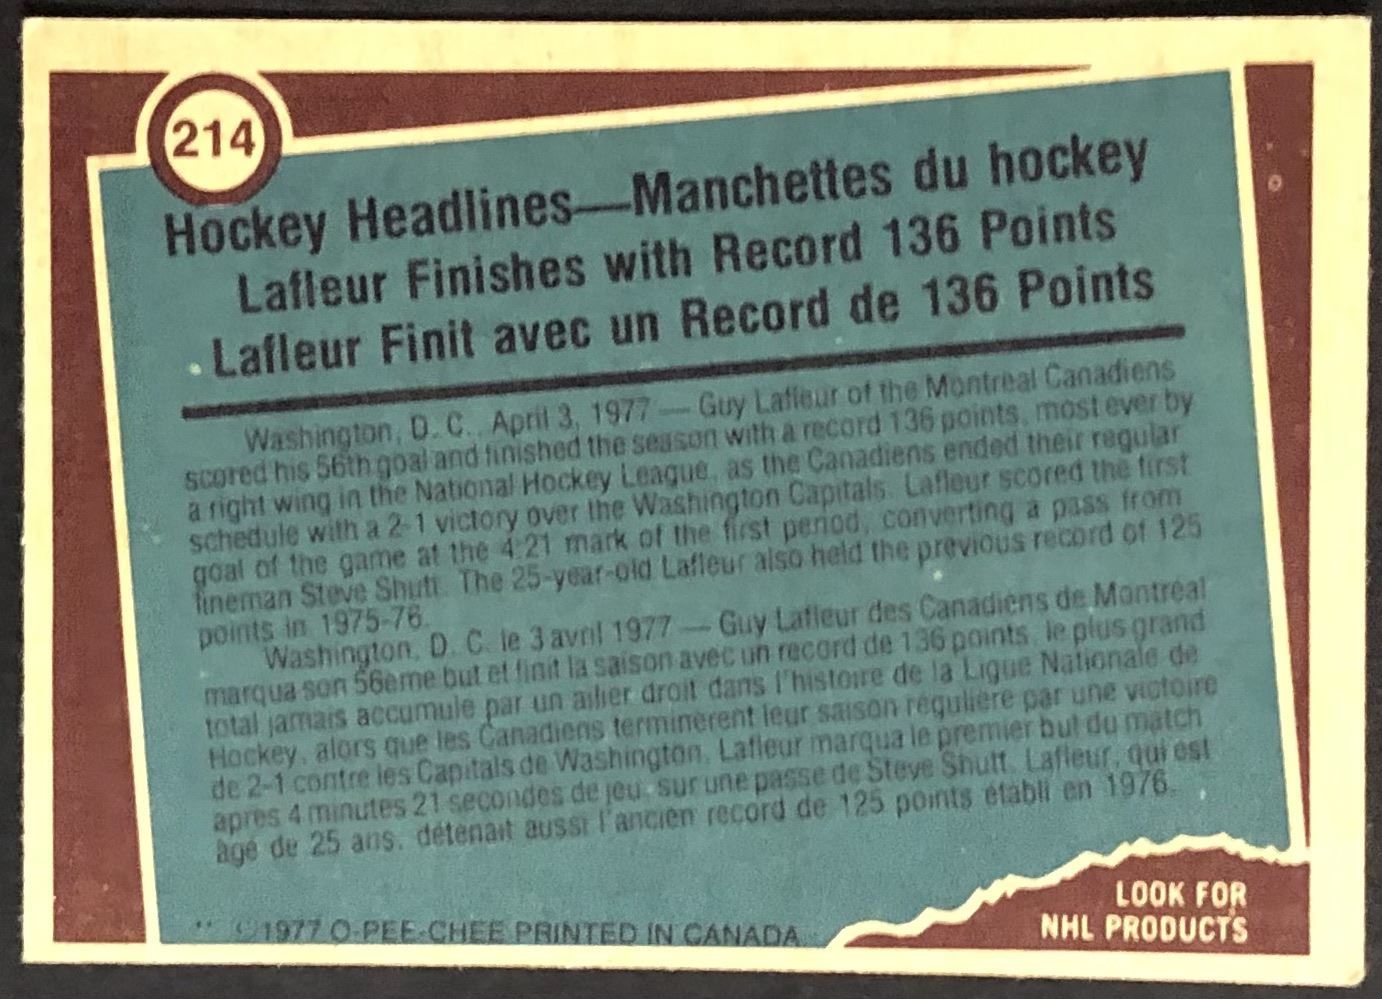 214
Hockey Headlines—Manchettes du hockey
Lafleur Finishes with Record 136 Points
Lafleur Finit avec un Record de 136 Points
Washington, D. C., April 3, 1977 — Guy Lafleur of the Montreal Canadiens
scored his 56th goal and finished the season with a record 136 points, most ever by
a right wing in the National Hockey League, as the Canadiens ended their regular
schedule with a 2-1 victory over the Washington Capitals. Lafleur scored the first
goal of the game at the 4:21 mark of the first period, converting a pass from
lineman Steve Shutt. The 25-year-old Lafleur also held the previous record of 125
points in 1975-76.
Washington, D. C. le 3 avril 1977 — Guy Lafleur des Canadiens de Montréal
marqua son 56ème but et finit la saison avec un record de 136 points, le plus grand
total jamais accumulé par un ailier droit dans l'histoire de la Ligue Nationale de
Hockey, alors que les Canadiens terminèrent leur saison régulière par une victoire
de 2-1 contre les Capitals de Washington. Lafleur marqua le premier but du match
après 4 minutes 21 secondes de jeu, sur une passe de Steve Shutt. Lafleur, qui est
âgé de 25 ans, détenait aussi l'ancien record de 125 points établi en 1976.
** ©1977 O-PEE-CHEE PRINTED IN CANADA
LOOK FOR
NHL PRODUCTS